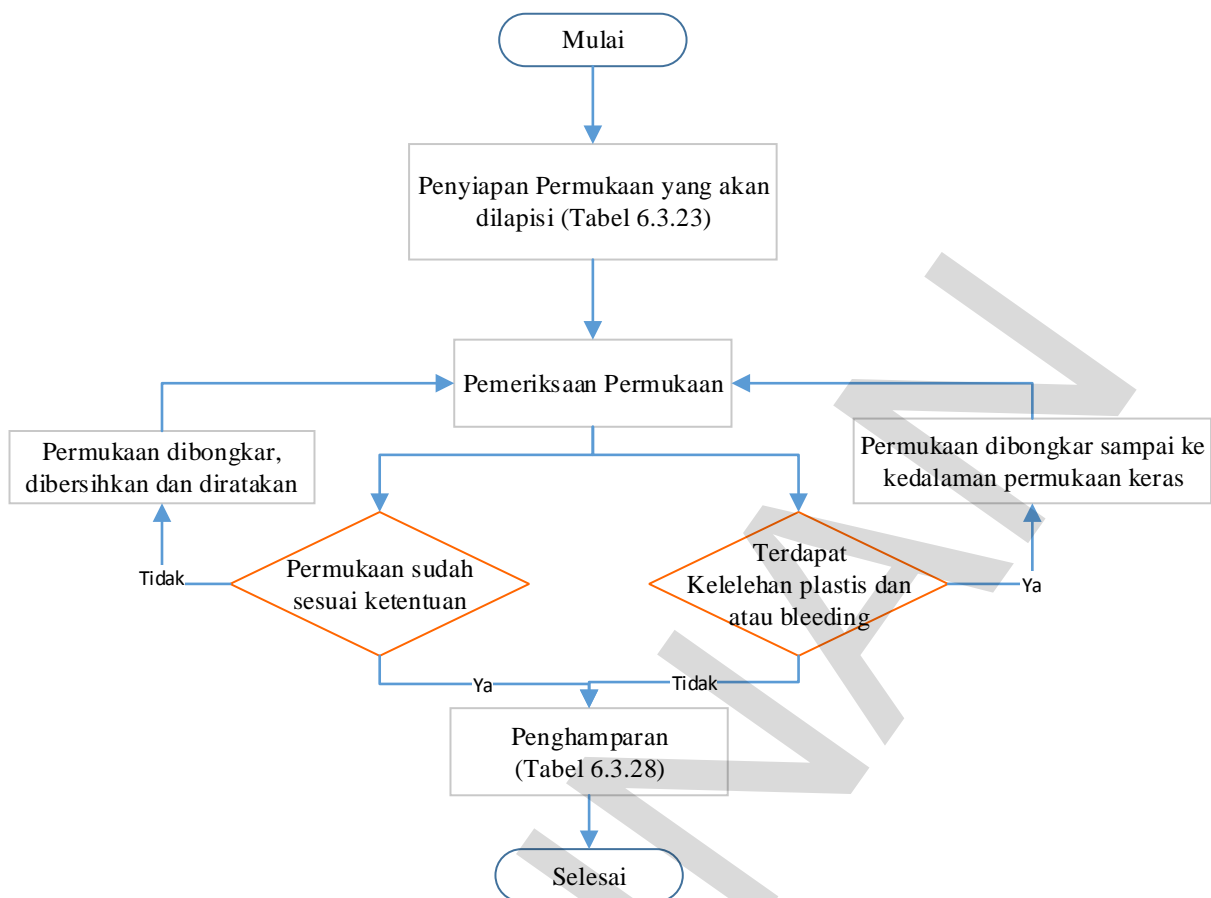 Mulai
Penyiapan Permukaan yang akan
dilapisi (Tabel 6.3.23)
Pemeriksaan Permukaan
Permukaan dibongkar,
dibersihkan dan diratakan
Permukaan dibongkar sampai ke
kedalaman permukaan keras
Tidak
Permukaan sudah
sesuai ketentuan
Terdapat
Kelelehan plastis dan
atau bleeding
Ya
Ya
Tidak
Penghamparan
(Tabel 6.3.28)
Selesai